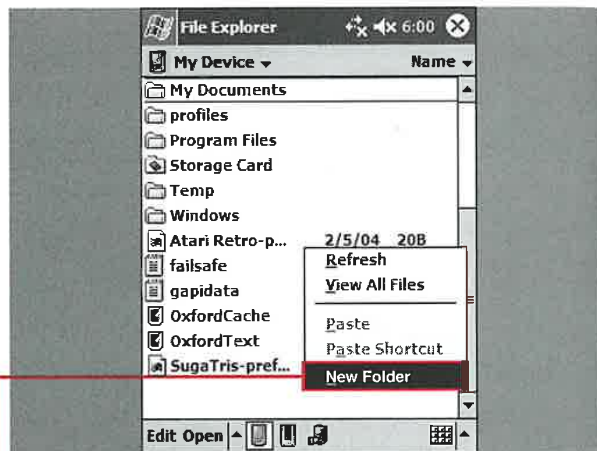 File Explorer 6:00
My Device Name
My Documents
profiles
Program Files
Storage Card
Temp
Windows
Atari Retro-p... 2/5/04 20B
failsafe
gapidata
OxfordCache
OxfordText
SugaTris-pref...
Refresh
View All Files
Paste
Paste Shortcut
New Folder
Edit Open